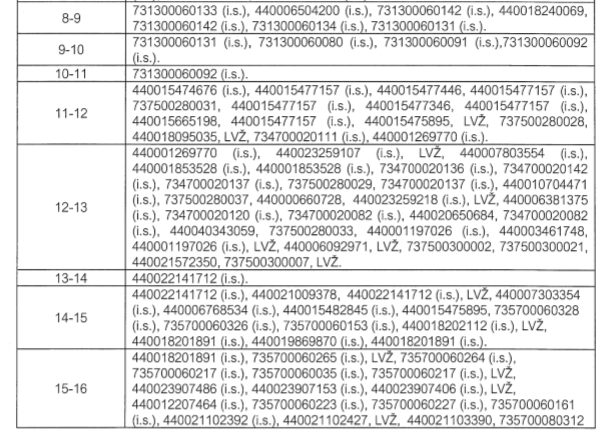 8-9
731300060133 (i.s.), 440006504200 (i.s.), 731300060142 (i.s.), 440018240069,
731300060142 (i.s.), 731300060134 (i.s.), 731300060131 (i.s.).
9-10
731300060131 (i.s.), 731300060080 (i.s.), 731300060091 (i.s.),731300060092
(i.s.).
10-11
731300060092 (i.s.).
11-12
440015474676 (i.s.), 440015477157 (i.s.), 440015477446, 440015477157 (i.s.),
737500280031, 440015477157 (i.s.), 440015477346, 440015477157 (i.s.),
440015665198, 440015477157 (i.s.), 440015475895, LVŽ, 737500280028,
440018095035, LVŽ, 734700020111 (i.s.), 440001269770 (i.s.).
12-13
440001269770 (i.s.), 440023259107 (i.s.), LVŽ, 440007803554 (i.s.),
440001853528 (i.s.), 440001853528 (i.s.), 734700020136 (i.s.), 734700020142
(i.s.), 734700020137 (i.s.), 737500280029, 734700020137 (i.s.), 440010704471
(i.s.), 737500280037, 440000660728, 440023259218 (i.s.), LVŽ, 440006381375
(i.s.), 734700020120 (i.s.), 734700020082 (i.s.), 440020650684, 734700020082
(i.s.), 440040343059, 737500280033, 440001197026 (i.s.), 440003461748,
440001197026 (i.s.), LVŽ, 440006092971, LVŽ, 737500300002, 737500300021,
440021572350, 737500300007, LVŽ.
13-14
440022141712 (i.s.).
14-15
440022141712 (i.s.), 440021009378, 440022141712 (i.s.), LVŽ, 440007303354
(i.s.), 440006768534 (i.s.), 440015482845 (i.s.), 440015475895, 735700060328
(i.s.), 735700060326 (i.s.), 735700060153 (i.s.), 440018202112 (i.s.), LVŽ,
440018201891 (i.s.), 440019869870 (i.s.), 440018201891 (i.s.).
15-16
440018201891 (i.s.), 735700060265 (i.s.), LVŽ, 735700060264 (i.s.),
735700060217 (i.s.), 735700060035 (i.s.), 735700060217 (i.s.), LVŽ,
440023907486 (i.s.), 440023907153 (i.s.), 440023907406 (i.s.), LVŽ,
440012207464 (i.s.), 735700060223 (i.s.), 735700060227 (i.s.), 735700060161
(i.s.), 440021102392 (i.s.), 440021102427, LVŽ, 440021103390, 735700080312